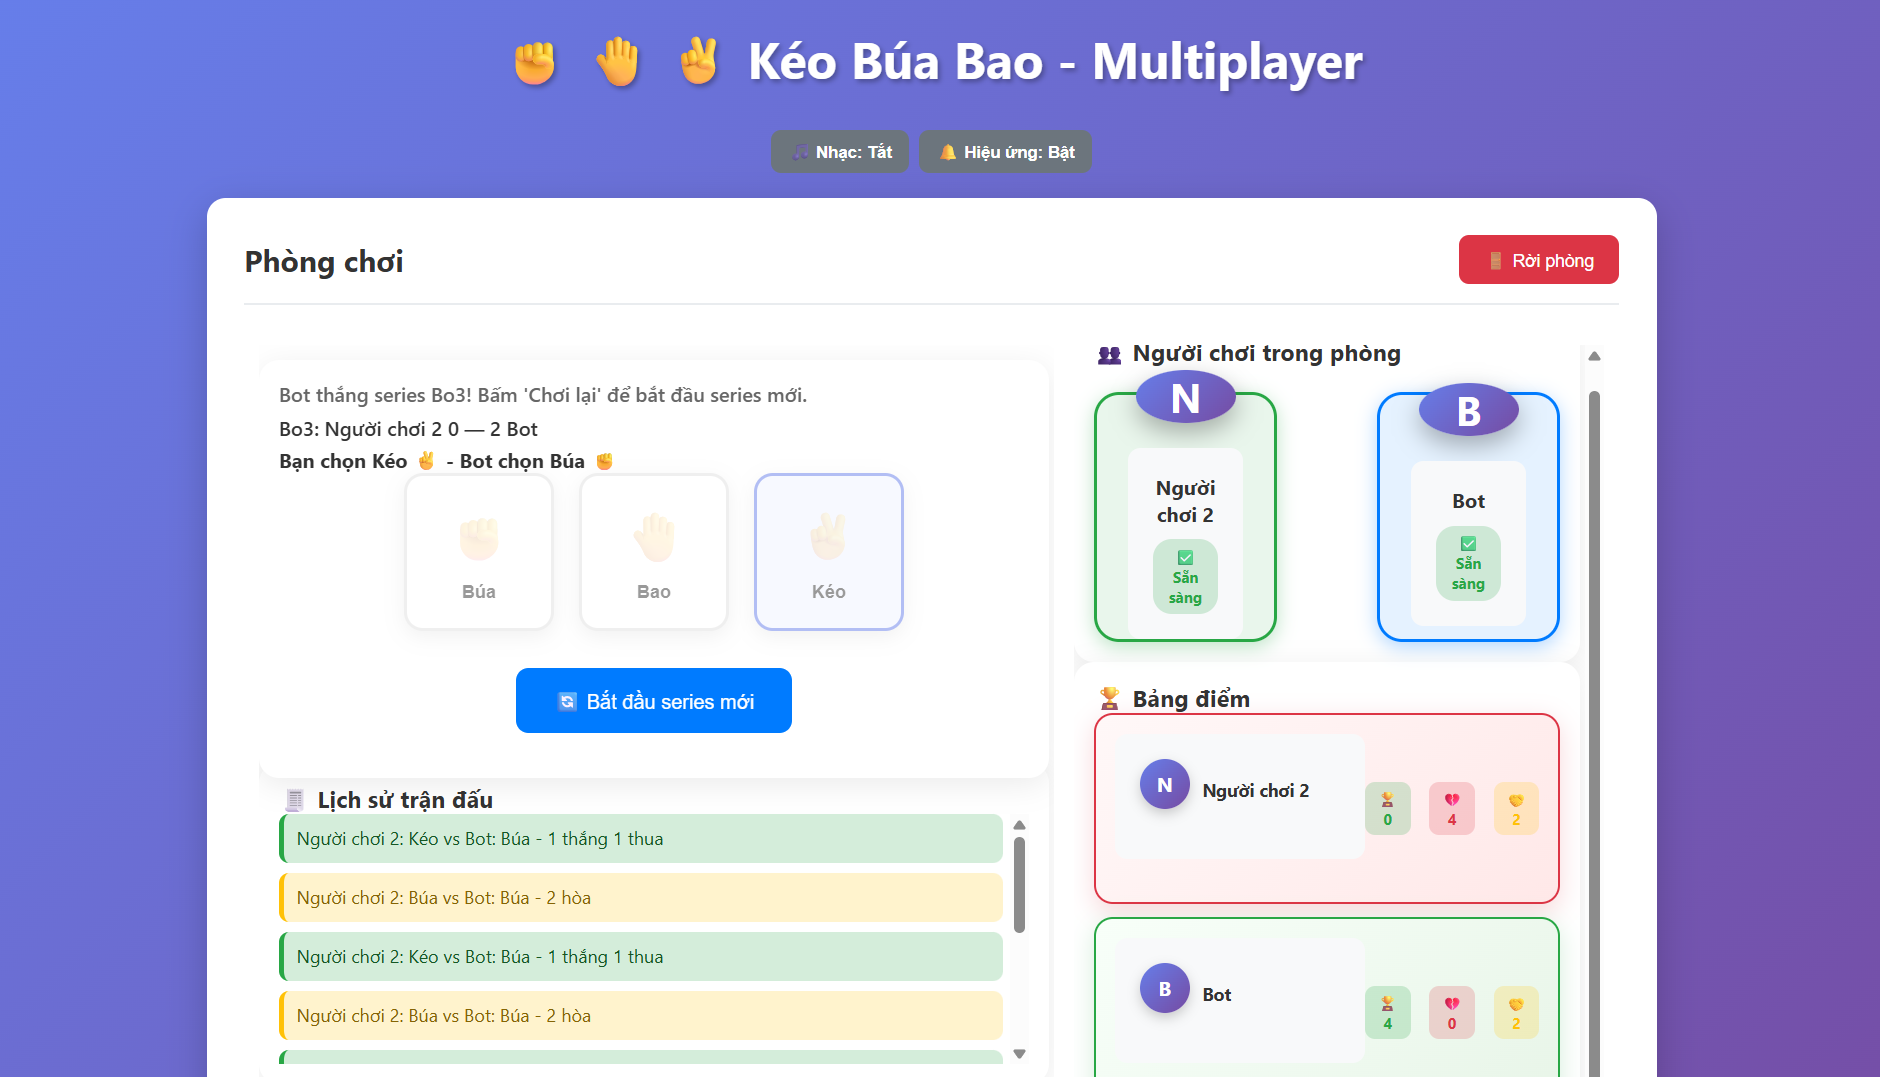 ✊ 🤚 ✌️ Kéo Búa Bao - Multiplayer
🎵 Nhạc: Tắt
🔔 Hiệu ứng: Bật
Phòng chơi
🚪 Rời phòng
Bot thắng series Bo3! Bấm 'Chơi lại' để bắt đầu series mới.
Bo3: Người chơi 2 0 — 2 Bot
Bạn chọn Kéo ✌️ - Bot chọn Búa ✊
Búa
Bao
Kéo
🔄 Bắt đầu series mới
📜 Lịch sử trận đấu
Người chơi 2: Kéo vs Bot: Búa - 1 thắng 1 thua
Người chơi 2: Búa vs Bot: Búa - 2 hòa
Người chơi 2: Kéo vs Bot: Búa - 1 thắng 1 thua
Người chơi 2: Búa vs Bot: Búa - 2 hòa
👥 Người chơi trong phòng
N
Người
chơi 2
✅
Sẵn
sàng
B
Bot
✅
Sẵn
sàng
🏆 Bảng điểm
N
Người chơi 2
🏆
0
💔
4
🤝
2
B
Bot
🏆
4
💔
0
🤝
2